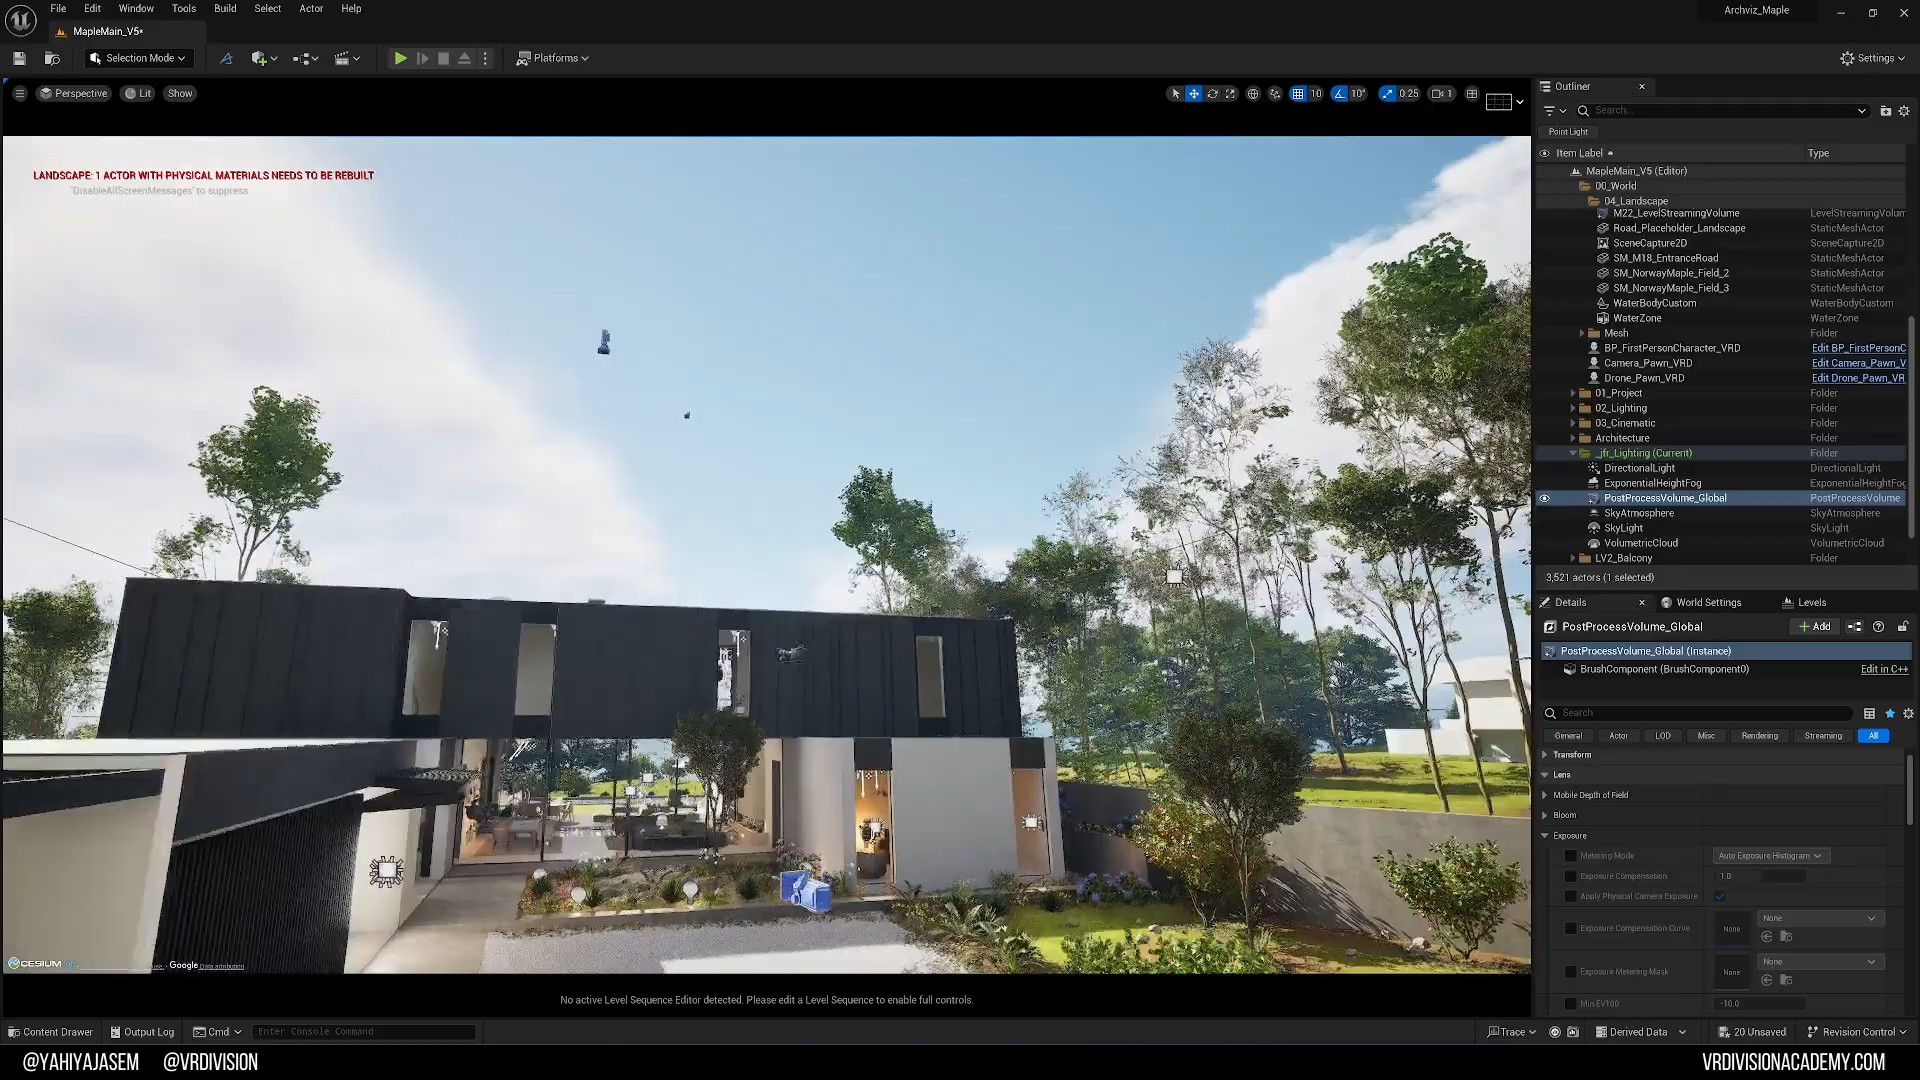 File Edit Window Tools Build Select Actor Help
Archviz_Maple
MapleMain_V5*
Selection Mode
Platforms
Settings
Perspective Lit Show
10 10° 0.25 1
LANDSCAPE: 1 ACTOR WITH PHYSICAL MATERIALS NEEDS TO BE REBUILT
'DisableAllScreenMessages' to suppress
CESIUM
Google Data attribution
No active Level Sequence Editor detected. Please edit a Level Sequence to enable full controls.
Outliner
Search...
Point Light
Item Label Type
MapleMain_V5 (Editor)
00_World
04_Landscape
M22_LevelStreamingVolume LevelStreamingVolum
Road_Placeholder_Landscape StaticMeshActor
SceneCapture2D SceneCapture2D
SM_M18_EntranceRoad StaticMeshActor
SM_NorwayMaple_Field_2 StaticMeshActor
SM_NorwayMaple_Field_3 StaticMeshActor
WaterBodyCustom WaterBodyCustom
WaterZone WaterZone
Mesh Folder
BP_FirstPersonCharacter_VRD Edit BP_FirstPersonC
Camera_Pawn_VRD Edit Camera_Pawn_V
Drone_Pawn_VRD Edit Drone_Pawn_VR
01_Project Folder
02_Lighting Folder
03_Cinematic Folder
Architecture Folder
_jfr_Lighting (Current) Folder
DirectionalLight DirectionalLight
ExponentialHeightFog ExponentialHeightFog
PostProcessVolume_Global PostProcessVolume
SkyAtmosphere SkyAtmosphere
SkyLight SkyLight
VolumetricCloud VolumetricCloud
LV2_Balcony Folder
3,521 actors (1 selected)
Details World Settings Levels
PostProcessVolume_Global Add
PostProcessVolume_Global (Instance)
BrushComponent (BrushComponent0) Edit in C++
Search
General Actor LOD Misc Rendering Streaming All
Transform
Lens
Mobile Depth of Field
Bloom
Exposure
Metering Mode Auto Exposure Histogram
Exposure Compensation 1.0
Apply Physical Camera Exposure
Exposure Compensation Curve None None
Exposure Metering Mask None None
Min EV100 -10.0
Content Drawer Output Log Cmd Enter Console Command
Trace Derived Data 20 Unsaved Revision Control
@YAHIYAJASEM @VRDIVISION
VRDIVISIONACADEMY.COM